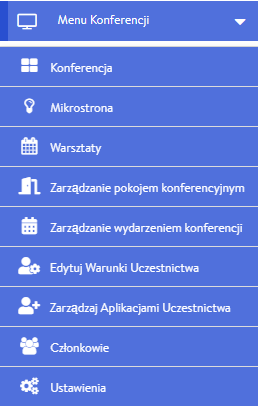 Menu Konferencji
Konferencja
Mikrostrona
Warsztaty
Zarządzanie pokojem konferencyjnym
Zarządzanie wydarzeniem konferencji
Edytuj Warunki Uczestnictwa
Zarządzaj Aplikacjami Uczestnictwa
Członkowie
Ustawienia